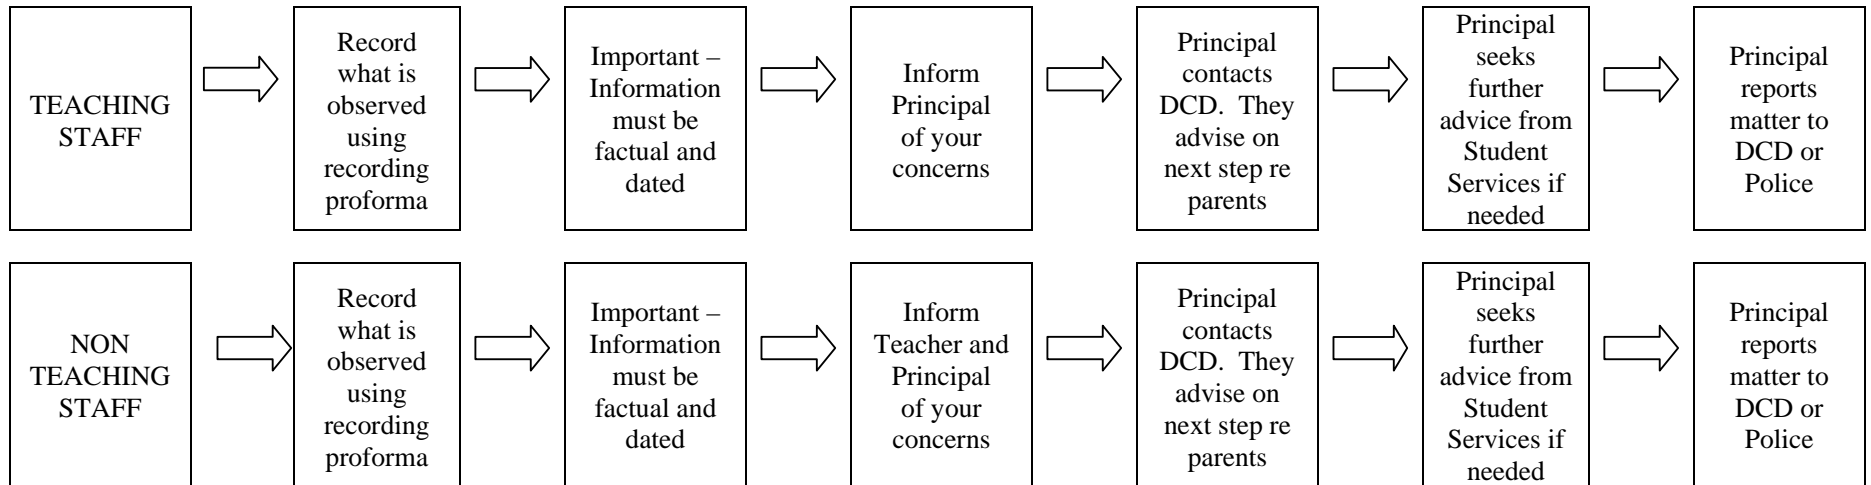 TEACHING
STAFF
Record
what is
observed
using
recording
proforma
Important –
Information
must be
factual and
dated
Inform
Principal
of your
concerns
Principal
contacts
DCD.  They
advise on
next step re
parents
Principal
seeks
further
advice from
Student
Services if
needed
Principal
reports
matter to
DCD or
Police
NON
TEACHING
STAFF
Record
what is
observed
using
recording
proforma
Important –
Information
must be
factual and
dated
Inform
Teacher and
Principal
of your
concerns
Principal
contacts
DCD.  They
advise on
next step re
parents
Principal
seeks
further
advice from
Student
Services if
needed
Principal
reports
matter to
DCD or
Police